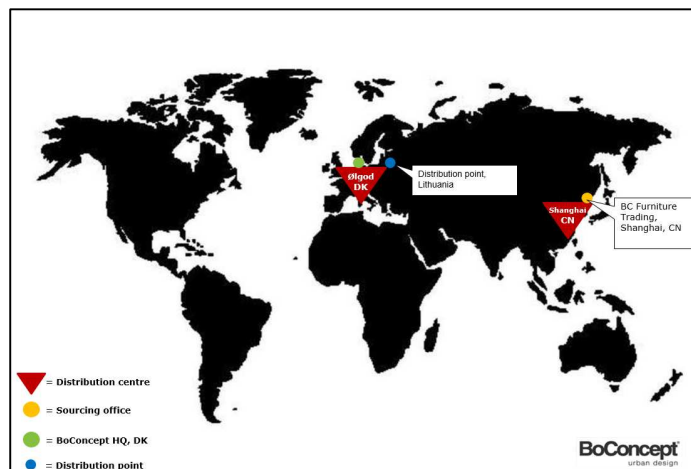 Ølgod
DK
Distribution point,
Lithuania
Shanghai
CN
BC Furniture
Trading,
Shanghai, CN
= Distribution centre
= Sourcing office
= BoConcept HQ, DK
= Distribution point
BoConcept
urban design